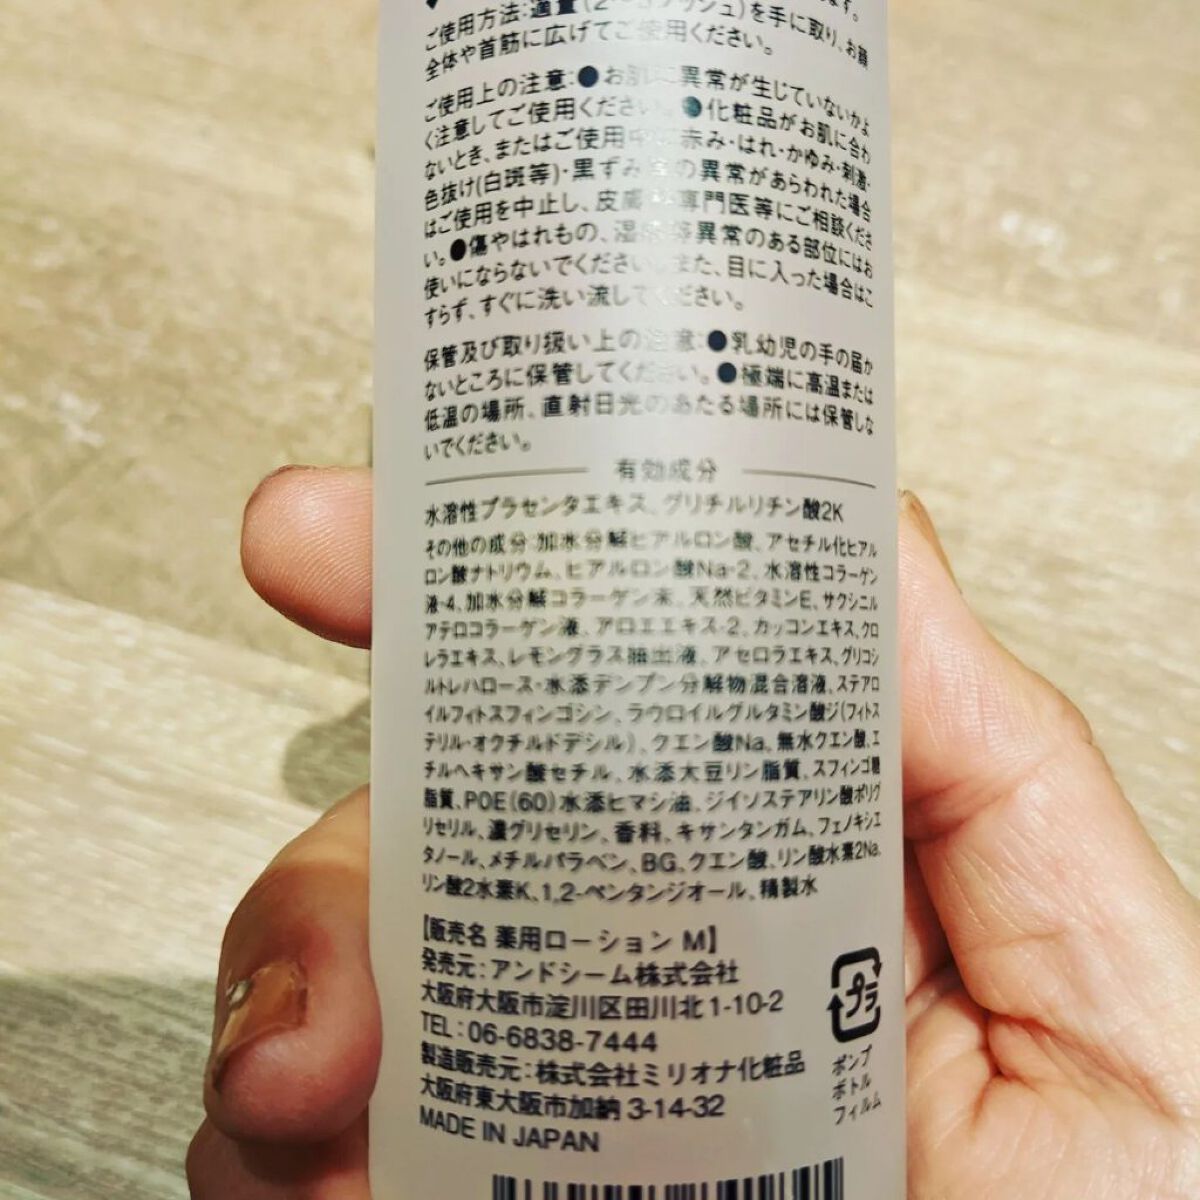 ご使用方法:適量(2〜3プッシュ)を手に取り、お顔
全体や首筋に広げてご使用ください。
ご使用上の注意:●お肌に異常が生じていないかよ
く注意してご使用ください。●化粧品がお肌に合わ
ないとき、またはご使用中に赤み・はれ・かゆみ・刺激・
色抜け(白斑等)・黒ずみ等の異常があらわれた場合
はご使用を中止し、皮膚科専門医等にご相談くださ
い。●傷やはれもの、湿疹等異常のある部位にはお
使いにならないでください。また、目に入った場合はこ
すらず、すぐに洗い流してください。
保管及び取り扱い上の注意:●乳幼児の手の届か
ないところに保管してください。●極端に高温または
低温の場所、直射日光のあたる場所には保管しな
いでください。
有効成分
水溶性プラセンタエキス、グリチルリチン酸2K
その他の成分:加水分解ヒアルロン酸、アセチル化ヒアル
ロン酸ナトリウム、ヒアルロン酸Na-2、水溶性コラーゲン
液-4、加水分解コラーゲン末、天然ビタミンE、サクシニル
アテロコラーゲン液、アロエエキス-2、カッコンエキス、クロ
レラエキス、レモングラス抽出液、アセロラエキス、グリコシ
ルトレハロース・水添デンプン分解物混合溶液、ステアロ
イルフィトスフィンゴシン、ラウロイルグルタミン酸ジ(フィトス
テリル・オクチルドデシル)、クエン酸Na、無水クエン酸、エ
チルヘキサン酸セチル、水添大豆リン脂質、スフィンゴ糖
脂質、POE(60)水添ヒマシ油、ジイソステアリン酸ポリグ
リセリル、濃グリセリン、香料、キサンタンガム、フェノキシエ
タノール、メチルパラベン、BG、クエン酸、リン酸水素2Na、
リン酸2水素K、1,2-ペンタンジオール、精製水
【販売名 薬用ローション M】
発売元:アンドシーム株式会社
大阪府大阪市淀川区田川北1-10-2
TEL:06-6838-7444
製造販売元:株式会社ミリオナ化粧品
大阪府東大阪市加納 3-14-32
MADE IN JAPAN
プラ
ポンプ
ボトル
フィルム